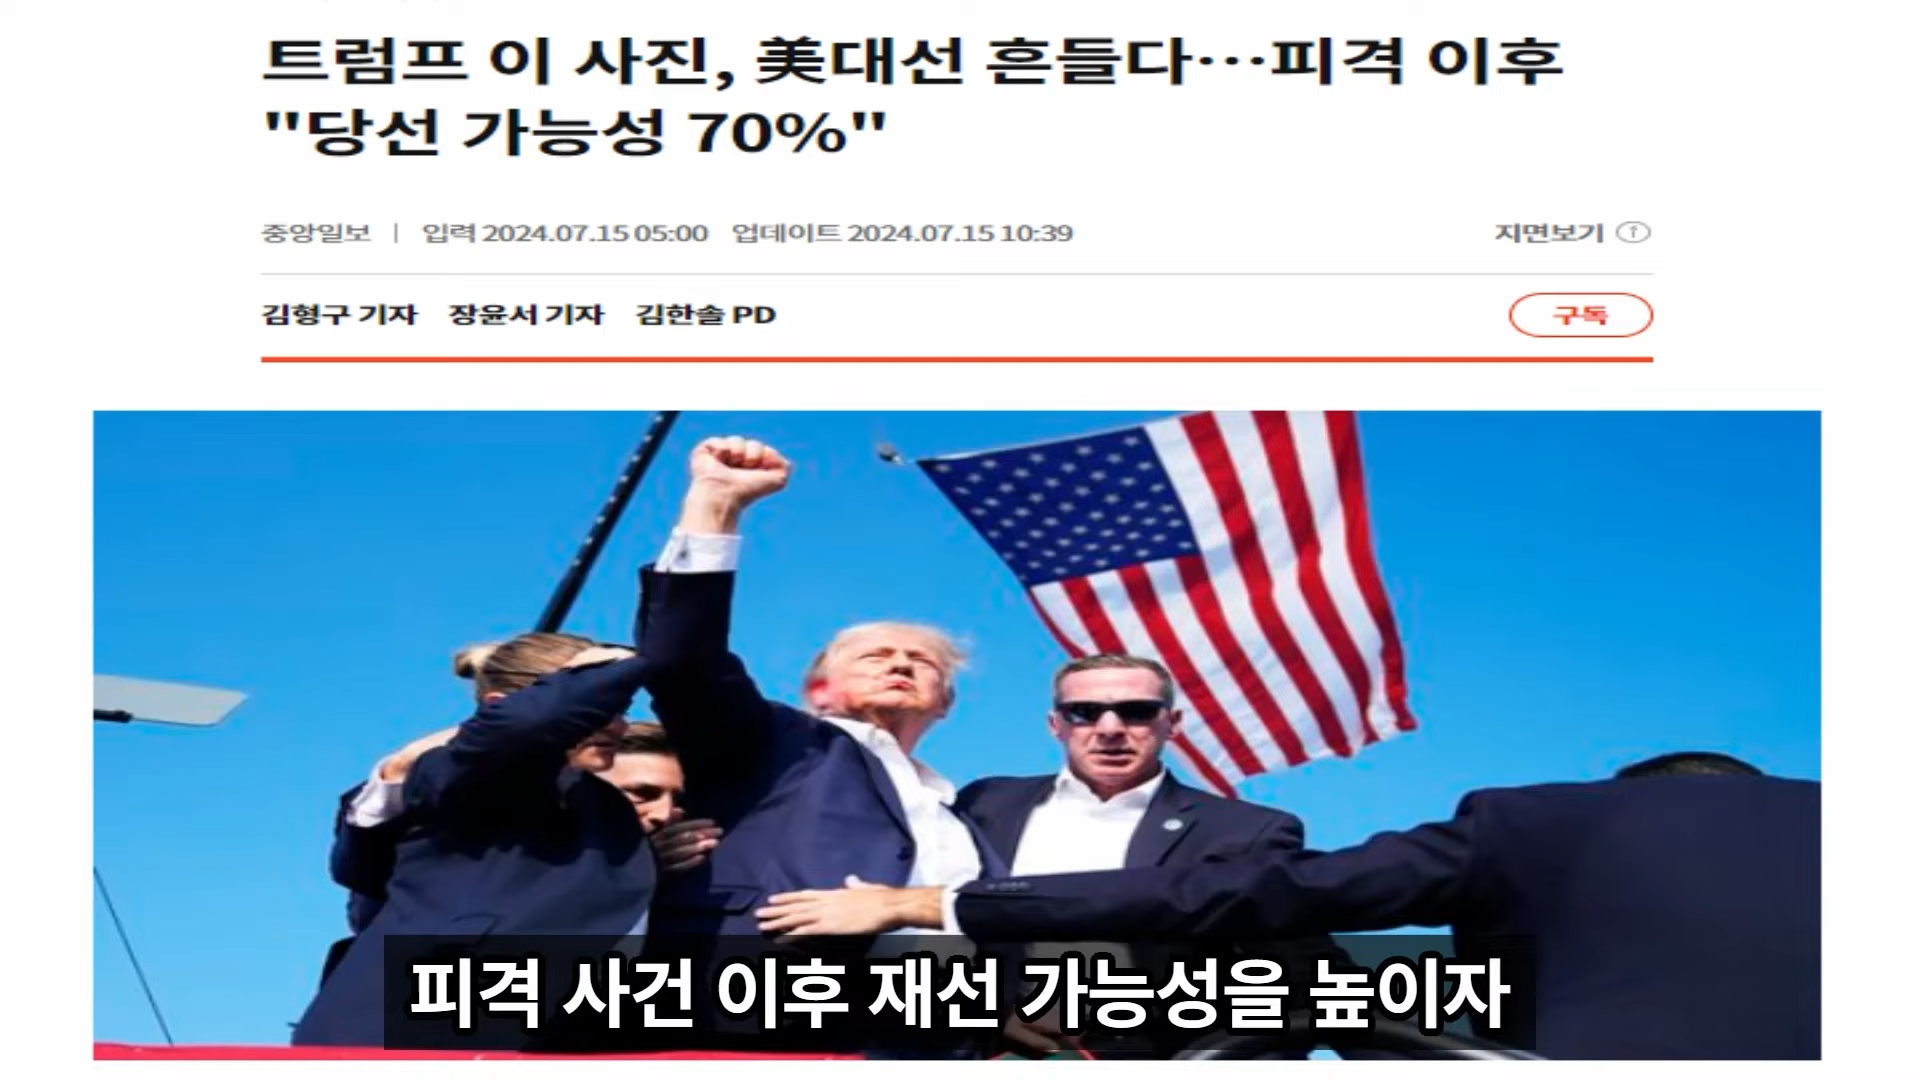 트럼프 이 사진, 美대선 흔들다…피격 이후
"당선 가능성 70%"
중앙일보 | 입력 2024.07.15 05:00 업데이트 2024.07.15 10:39 지면보기
김형구 기자 장윤서 기자 김한솔 PD 구독
피격 사건 이후 재선 가능성을 높이자